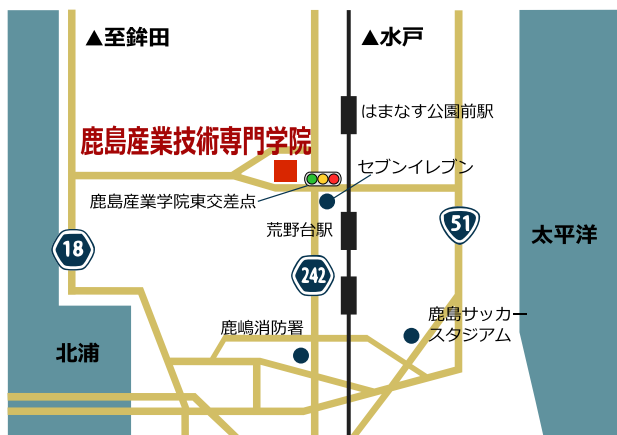 ▲至鉾田
▲水戸
はまなす公園前駅
鹿島産業技術専門学院
セブンイレブン
鹿島産業学院東交差点
荒野台駅
51
太平洋
18
242
鹿島サッカー
スタジアム
鹿嶋消防署
北浦